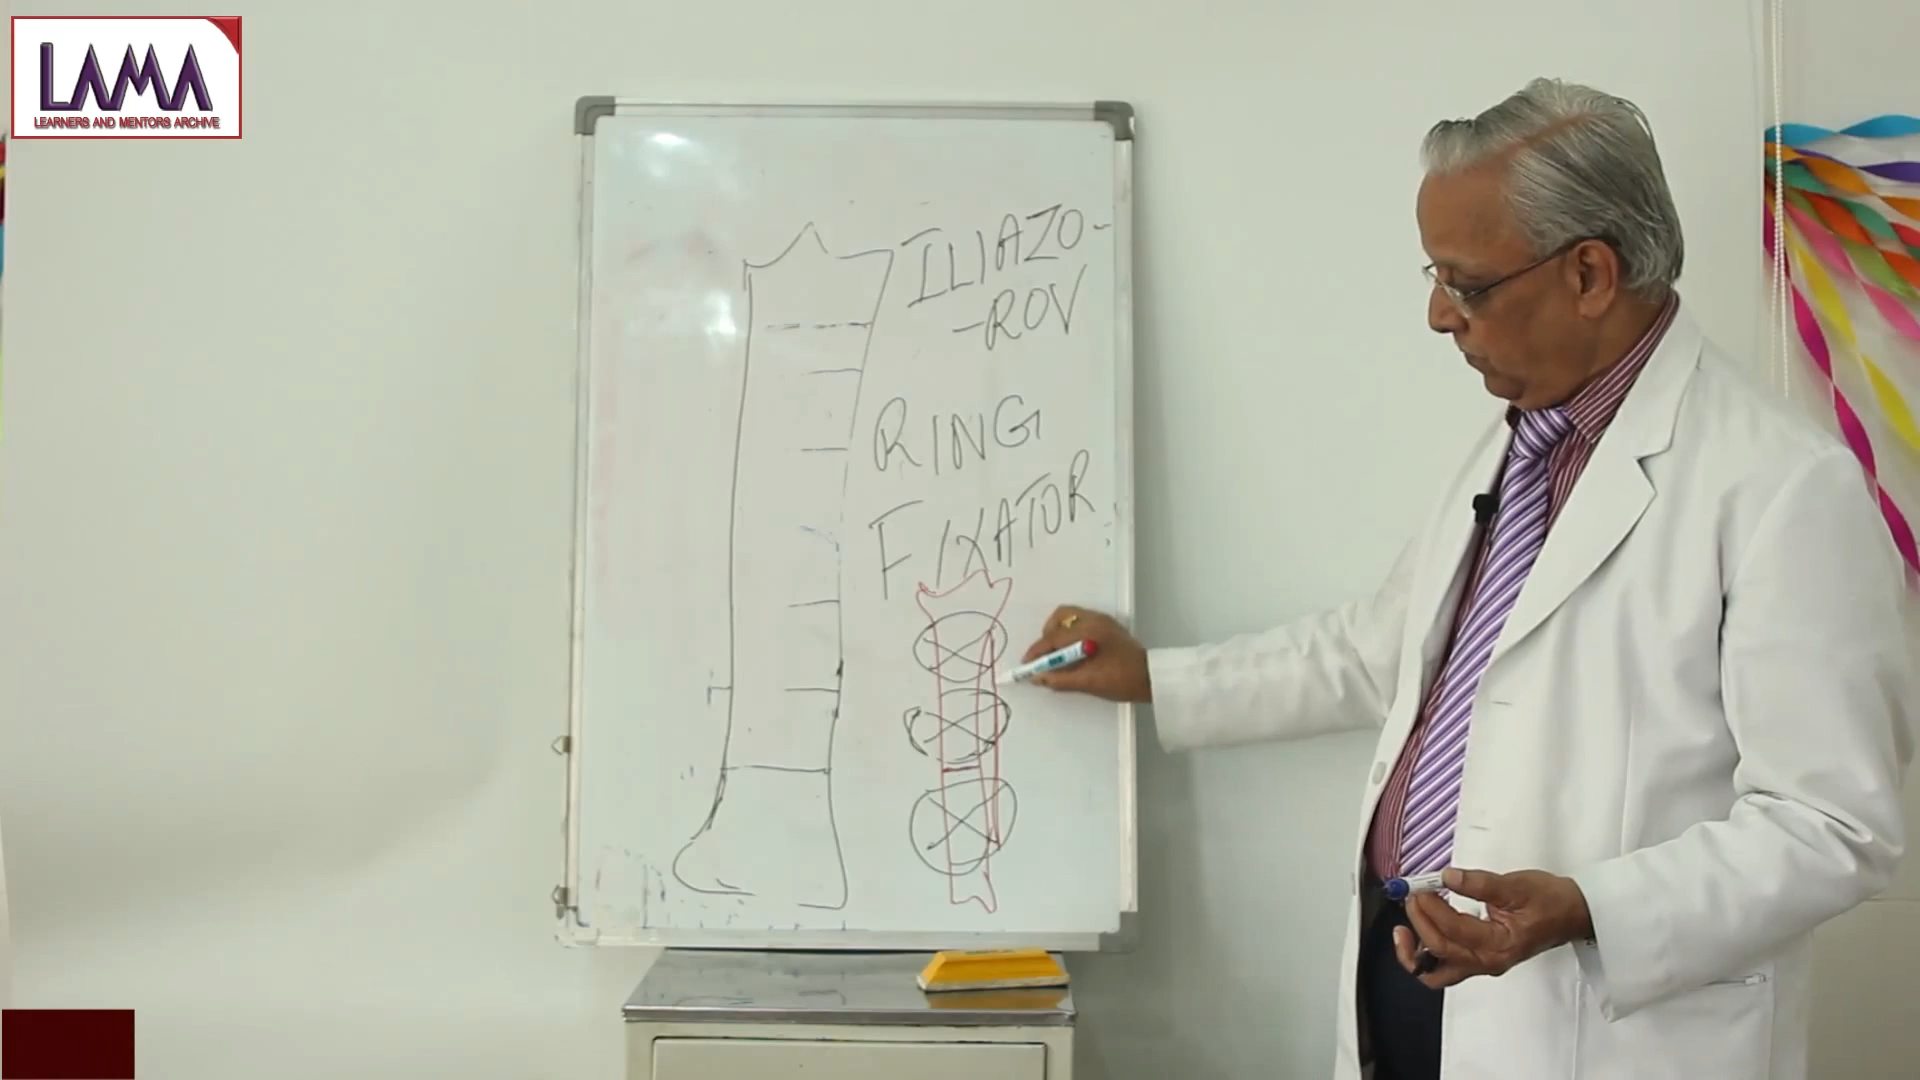 LAMA
LEARNERS AND MENTORS ARCHIVE
ILIAZO-
-ROV
RING
FIXATOR